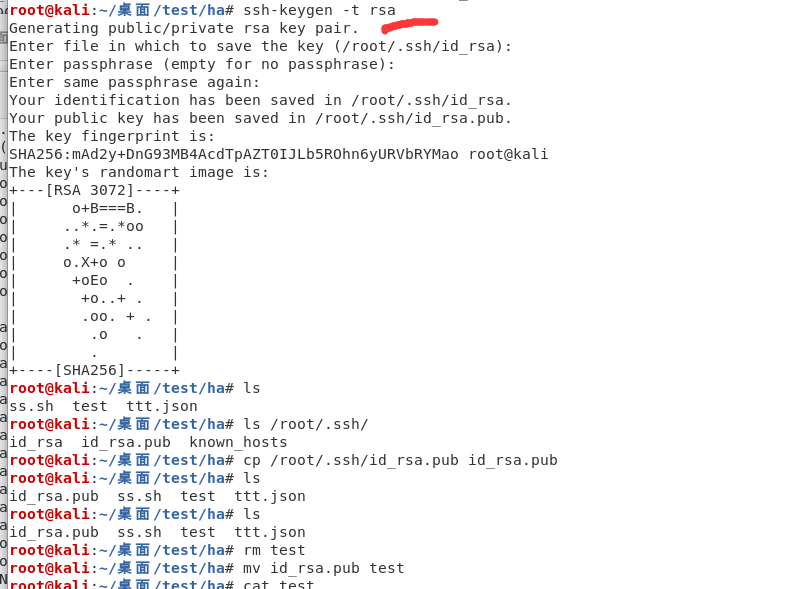 root@kali:~/桌面/test/ha# ssh-keygen -t rsa
Generating public/private rsa key pair.
Enter file in which to save the key (/root/.ssh/id_rsa):
Enter passphrase (empty for no passphrase):
Enter same passphrase again:
Your identification has been saved in /root/.ssh/id_rsa.
Your public key has been saved in /root/.ssh/id_rsa.pub.
The key fingerprint is:
SHA256:mAd2y+DnG93MB4AcdTpAZT0IJLb5ROhn6yURVbRYMao root@kali
The key's randomart image is:
+---[RSA 3072]----+
|      o+B===B.   |
|     ..*.=.*oo   |
|     .* =.* ..   |
|     o.X+o o     |
|      +oEo  .    |
|       +o..+ .   |
|       .oo. + .  |
|        .o   .   |
|        .        |
+----[SHA256]-----+
root@kali:~/桌面/test/ha# ls
ss.sh  test  ttt.json
root@kali:~/桌面/test/ha# ls /root/.ssh/
id_rsa  id_rsa.pub  known_hosts
root@kali:~/桌面/test/ha# cp /root/.ssh/id_rsa.pub id_rsa.pub
root@kali:~/桌面/test/ha# ls
id_rsa.pub  ss.sh  test  ttt.json
root@kali:~/桌面/test/ha# ls
id_rsa.pub  ss.sh  test  ttt.json
root@kali:~/桌面/test/ha# rm test
root@kali:~/桌面/test/ha# mv id_rsa.pub test
root@kali:~/桌面/test/ha# cat test